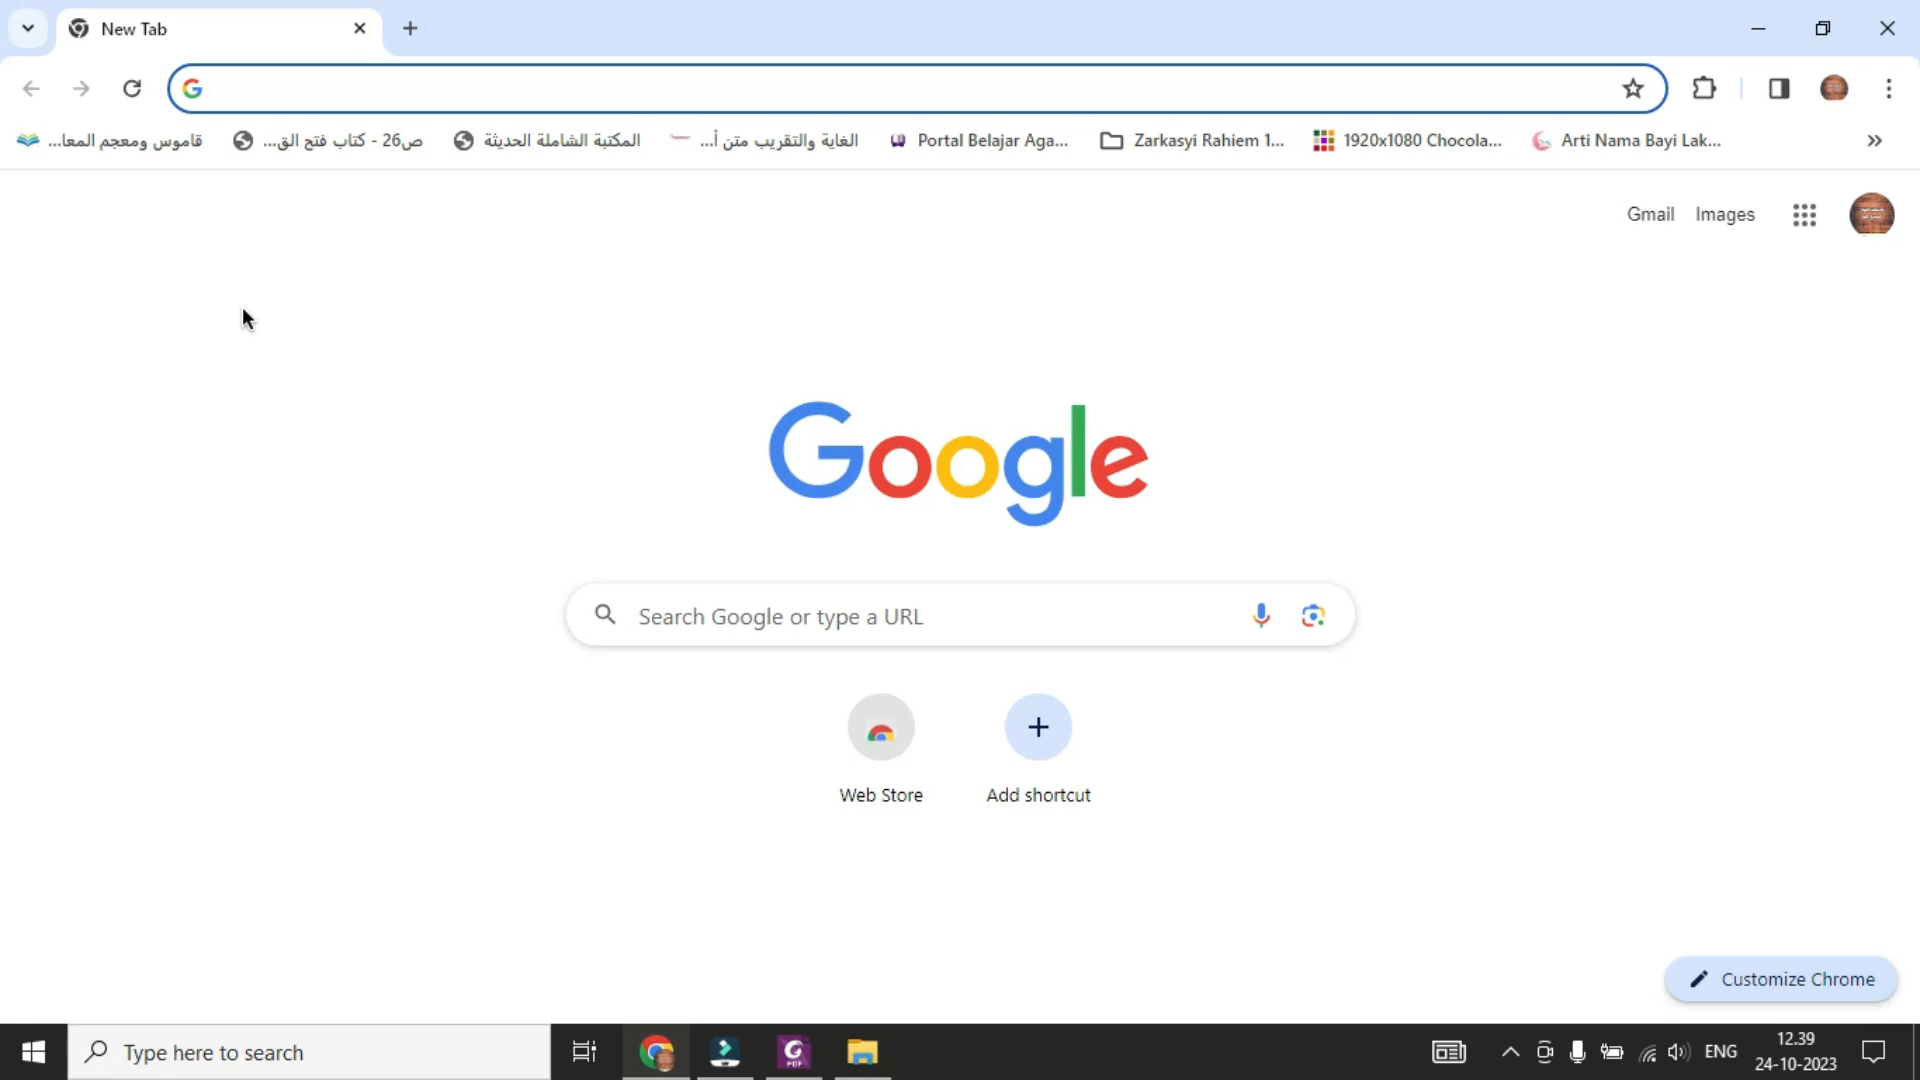 New Tab
قاموس ومعجم المعا...
ص26 - كتاب فتح الق...
المكتبة الشاملة الحديثة
الغاية والتقريب متن أ...
Portal Belajar Aga...
Zarkasyi Rahiem 1...
1920x1080 Chocola...
Arti Nama Bayi Lak...
Gmail
Images
Google
Search Google or type a URL
Web Store
Add shortcut
Customize Chrome
Type here to search
PDF
ENG
12.39
24-10-2023